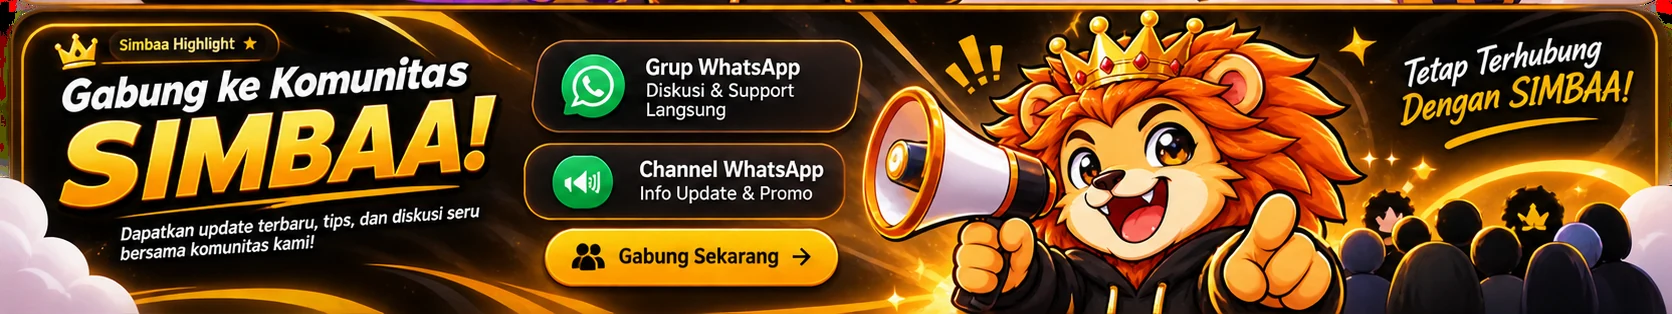 Simbaa Highlight
Gabung ke Komunitas
SIMBAA!
Dapatkan update terbaru, tips, dan diskusi seru
bersama komunitas kami!
Grup WhatsApp
Diskusi & Support
Langsung
Channel WhatsApp
Info Update & Promo
Gabung Sekarang →
Tetap Terhubung
Dengan SIMBAA!